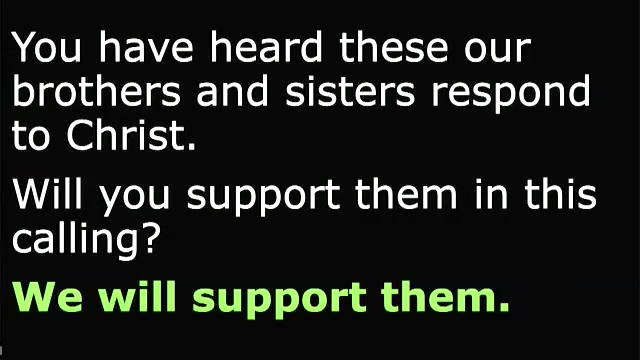 You have heard these our
brothers and sisters respond
to Christ.
Will you support them in this
calling?
We will support them.